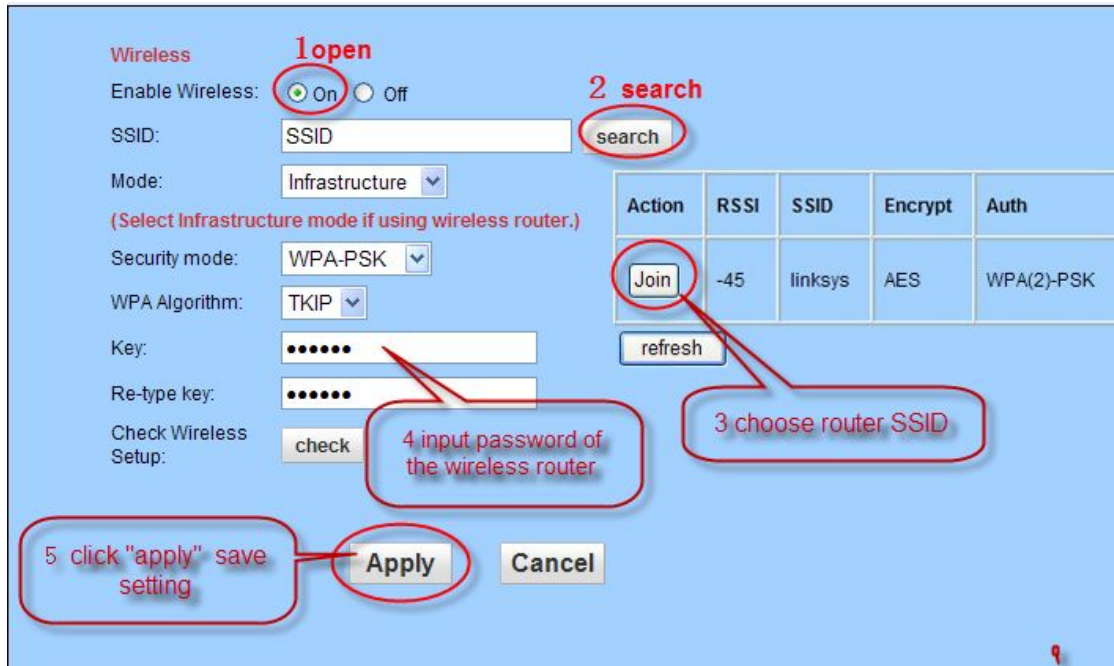 Wireless
1open
Enable Wireless: On Off
2 search
SSID: SSID search
Mode: Infrastructure
(Select Infrastructure mode if using wireless router.)
Security mode: WPA-PSK
WPA Algorithm: TKIP
Key: ●●●●●●
Re-type key: ●●●●●●
Check Wireless
Setup:
check
Action RSSI SSID Encrypt Auth
Join -45 linksys AES WPA(2)-PSK
refresh
3 choose router SSID
4 input password of
the wireless router
5 click "apply" save
setting
Apply Cancel